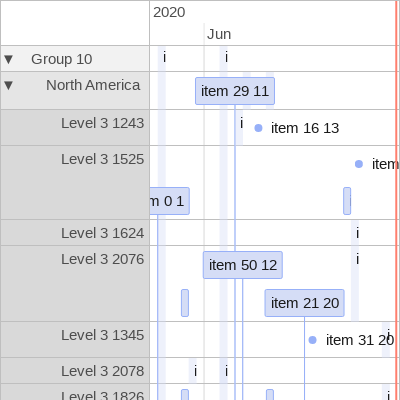 2020
Jun
▼ Group 10 i i
▼ North America item 29 11
Level 3 1243 i item 16 13
Level 3 1525 item
m 0 1
Level 3 1624 i
Level 3 2076 item 50 12 i
item 21 20
Level 3 1345 item 31 20 i
Level 3 2078 i i
Level 3 1826 i